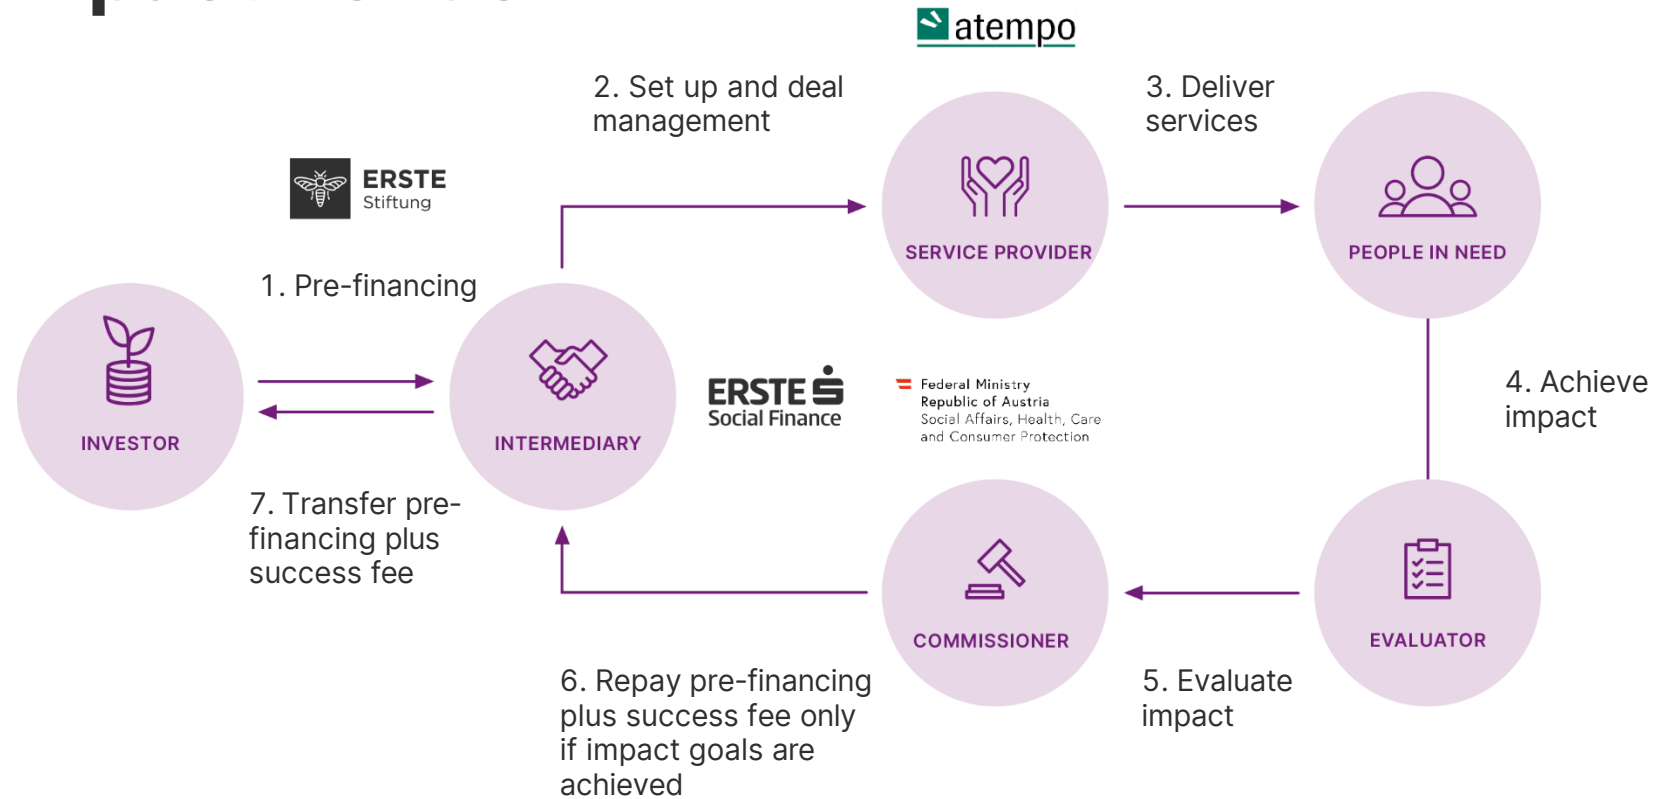 atempo
2. Set up and deal
management
3. Deliver
services
ERSTE
Stiftung
SERVICE PROVIDER
PEOPLE IN NEED
1. Pre-financing
ERSTE
Social Finance
Federal Ministry
Republic of Austria
Social Affairs, Health, Care
and Consumer Protection
4. Achieve
impact
INVESTOR
INTERMEDIARY
7. Transfer pre-
financing plus
success fee
COMMISSIONER
EVALUATOR
6. Repay pre-financing
plus success fee only
if impact goals are
achieved
5. Evaluate
impact